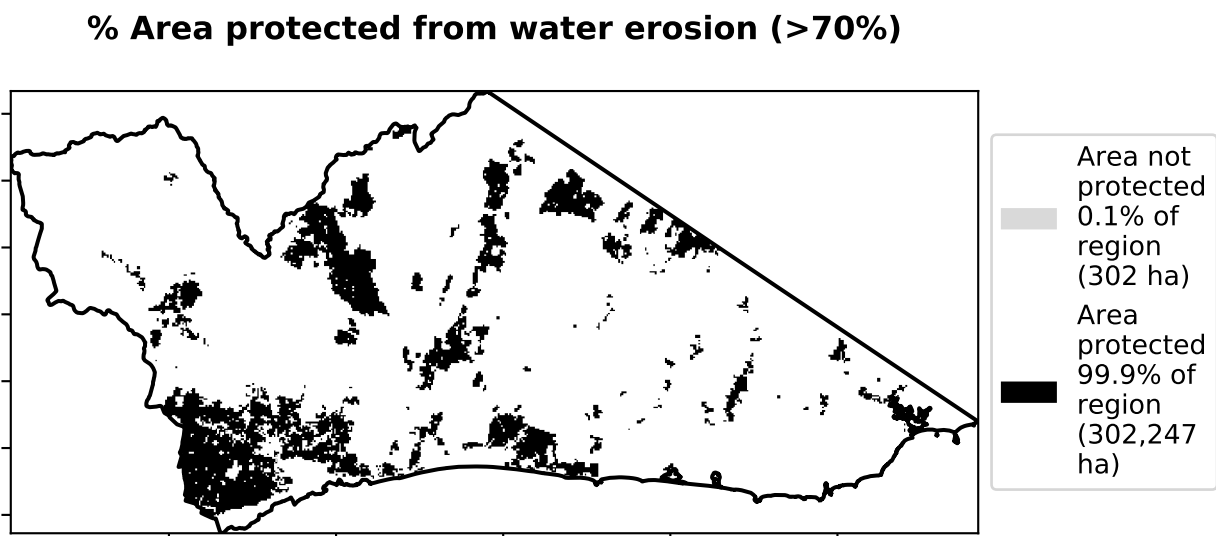 % Area protected from water erosion (>70%)
Area not
protected
0.1% of
region
(302 ha)
Area
protected
99.9% of
region
(302,247
ha)